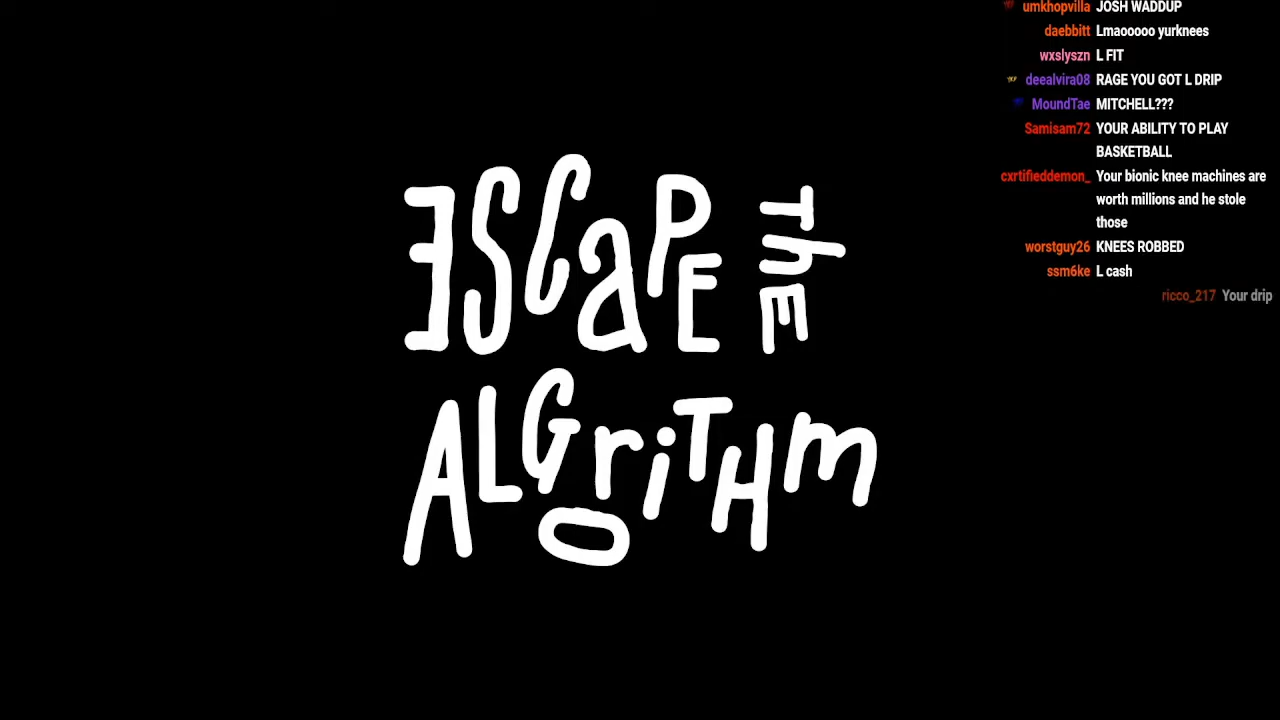 ESCaPE ThE
ALGOriTHm
umkhopvilla JOSH WADDUP
daebbitt Lmaooooo yurknees
wxslyszn L FIT
deealvira08 RAGE YOU GOT L DRIP
MoundTae MITCHELL???
Samisam72 YOUR ABILITY TO PLAY
BASKETBALL
cxrtifieddemon_ Your bionic knee machines are
worth millions and he stole
those
worstguy26 KNEES ROBBED
ssm6ke L cash
ricco_217 Your drip